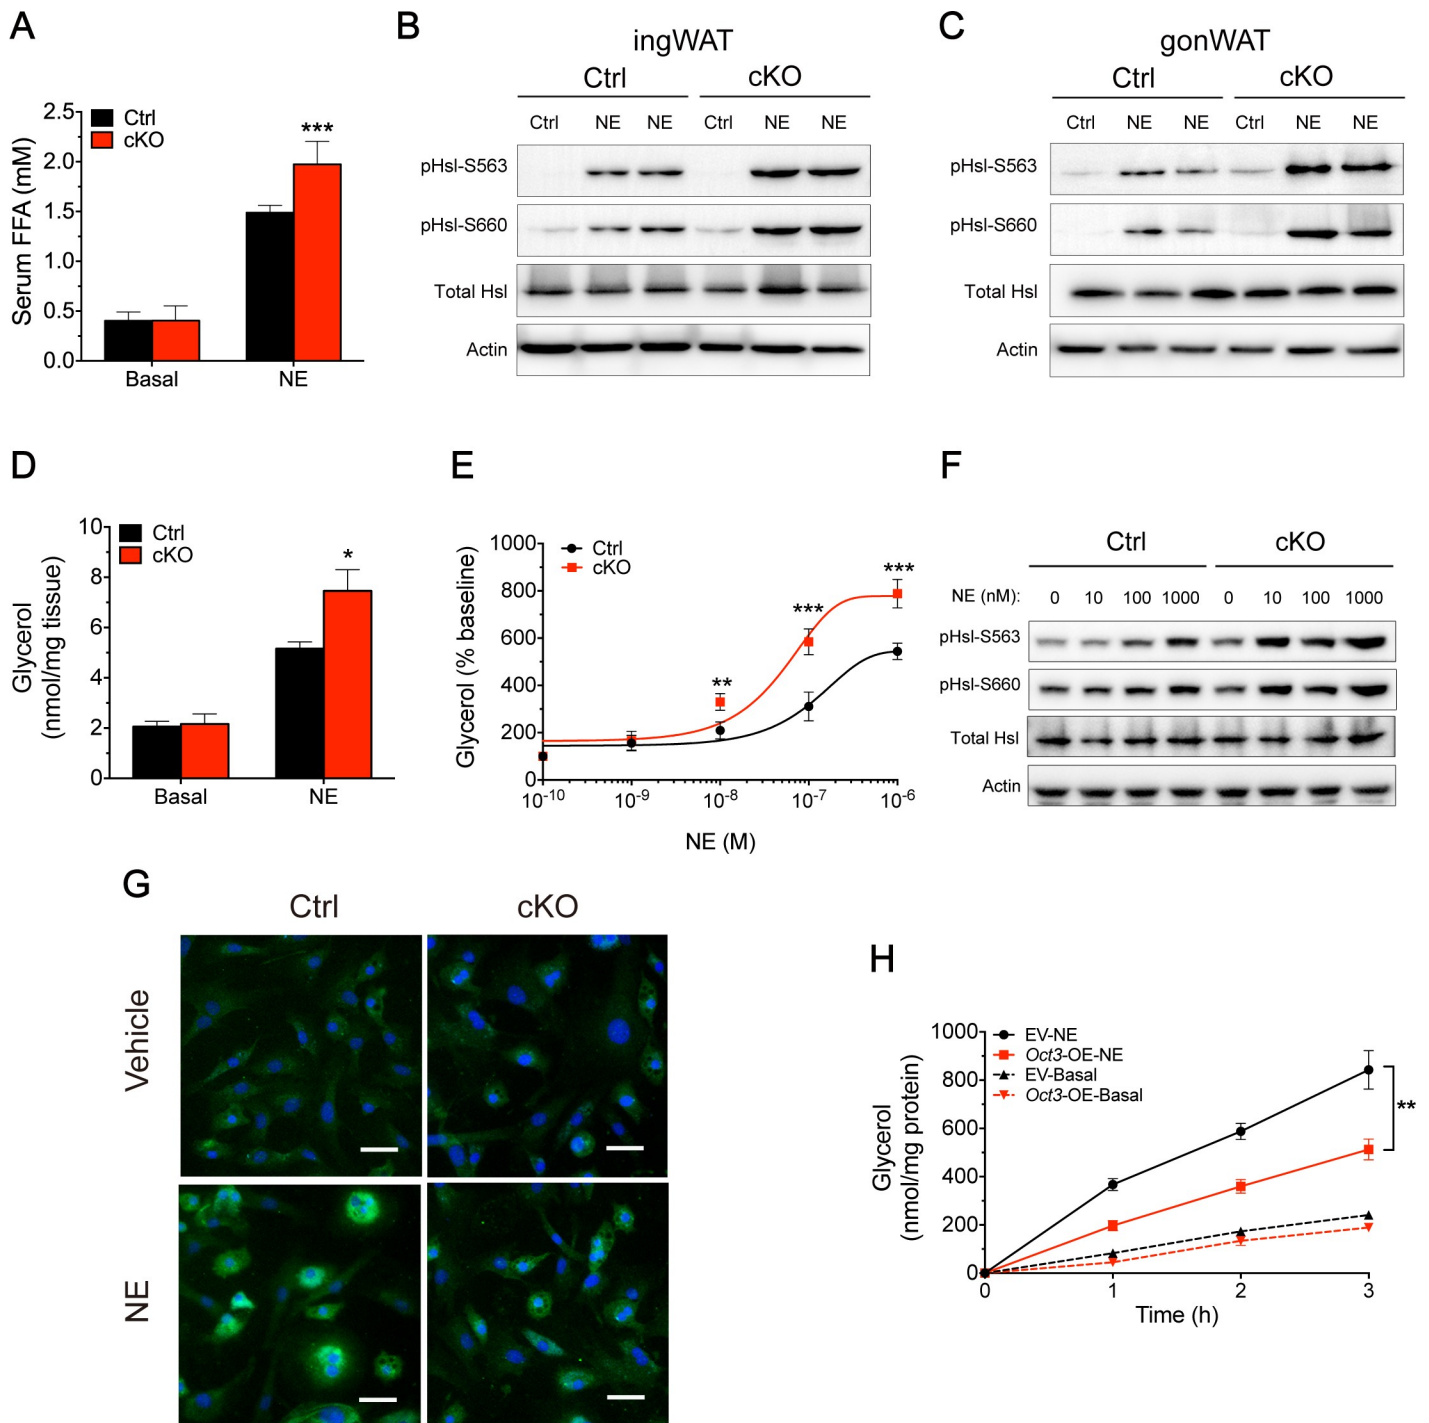 A
Serum FFA (mM)
2.5
2.0
1.5
1.0
0.5
0.0
Ctrl
cKO
***
Basal
NE
B
ingWAT
Ctrl
cKO
Ctrl
NE
NE
Ctrl
NE
NE
pHsl-S563
pHsl-S660
Total Hsl
Actin
C
gonWAT
Ctrl
cKO
Ctrl
NE
NE
Ctrl
NE
NE
pHsl-S563
pHsl-S660
Total Hsl
Actin
D
Glycerol
(nmol/mg tissue)
10
8
6
4
2
0
Ctrl
cKO
*
Basal
NE
E
Glycerol (% baseline)
1000
800
600
400
200
0
Ctrl
cKO
**
***
***
10-10
10-9
10-8
10-7
10-6
NE (M)
F
Ctrl
cKO
NE (nM):
0
10
100
1000
0
10
100
1000
pHsl-S563
pHsl-S660
Total Hsl
Actin
G
Ctrl
cKO
Vehicle
NE
H
Glycerol
(nmol/mg protein)
1000
800
600
400
200
0
EV-NE
Oct3-OE-NE
EV-Basal
Oct3-OE-Basal
**
0
1
2
3
Time (h)